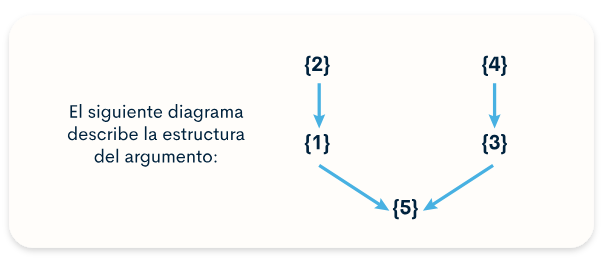 {2} {4}
El siguiente diagrama
describe la estructura
del argumento:
{1} {3}
{5}